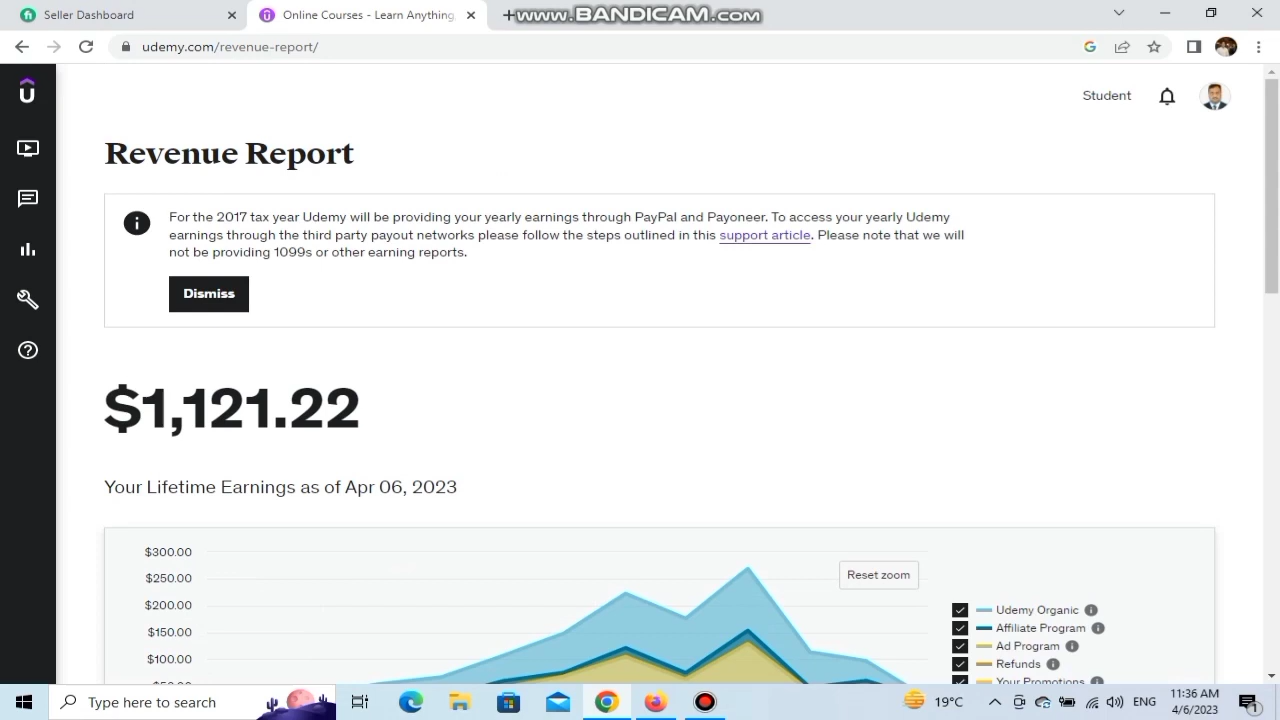 Seller Dashboard
Online Courses - Learn Anything,
www.BANDICAM.com
udemy.com/revenue-report/
Student
Revenue Report
For the 2017 tax year Udemy will be providing your yearly earnings through PayPal and Payoneer. To access your yearly Udemy
earnings through the third party payout networks please follow the steps outlined in this support article. Please note that we will
not be providing 1099s or other earning reports.
Dismiss
$1,121.22
Your Lifetime Earnings as of Apr 06, 2023
$300.00
$250.00
$200.00
$150.00
$100.00
Reset zoom
Udemy Organic
Affiliate Program
Ad Program
Refunds
Your Promotions
Type here to search
19°C
ENG
11:36 AM
4/6/2023
1